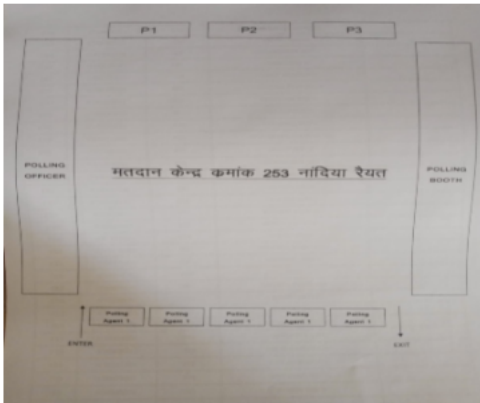 P1 P2 P3
POLLING
OFFICER
मतदान केन्द्र कमांक 253 नांदिया रैयत
POLLING
BOOTH
Polling
Agent 1
Polling
Agent 1
Polling
Agent 1
Polling
Agent 1
Polling
Agent 1
ENTER
EXIT